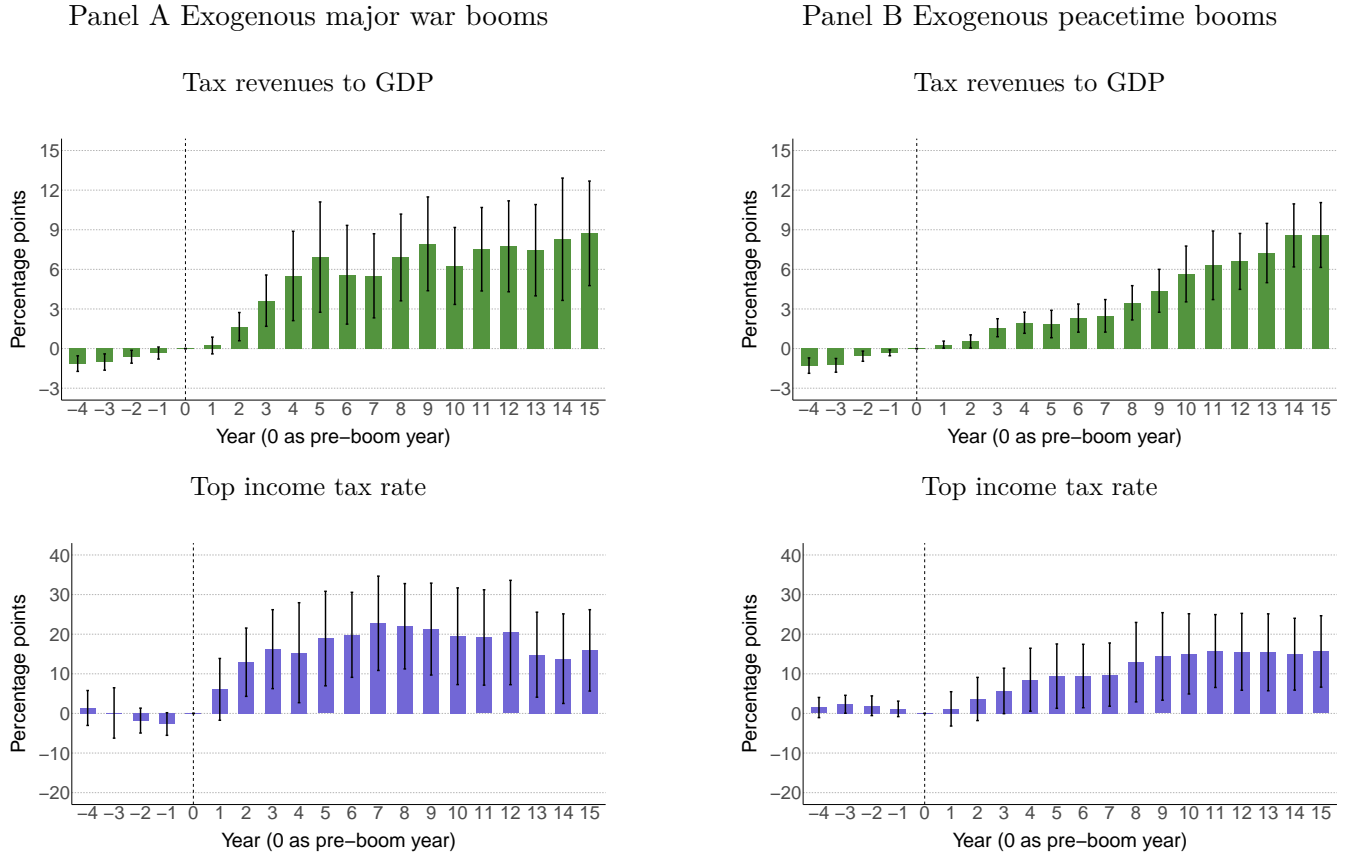 Panel A Exogenous major war booms
Tax revenues to GDP
Percentage points
15
12
9
6
3
0
−3
−4 −3 −2 −1 0 1 2 3 4 5 6 7 8 9 10 11 12 13 14 15
Year (0 as pre−boom year)
Top income tax rate
Percentage points
40
30
20
10
0
−10
−20
−4 −3 −2 −1 0 1 2 3 4 5 6 7 8 9 10 11 12 13 14 15
Year (0 as pre−boom year)
Panel B Exogenous peacetime booms
Tax revenues to GDP
Percentage points
15
12
9
6
3
0
−3
−4 −3 −2 −1 0 1 2 3 4 5 6 7 8 9 10 11 12 13 14 15
Year (0 as pre−boom year)
Top income tax rate
Percentage points
40
30
20
10
0
−10
−20
−4 −3 −2 −1 0 1 2 3 4 5 6 7 8 9 10 11 12 13 14 15
Year (0 as pre−boom year)